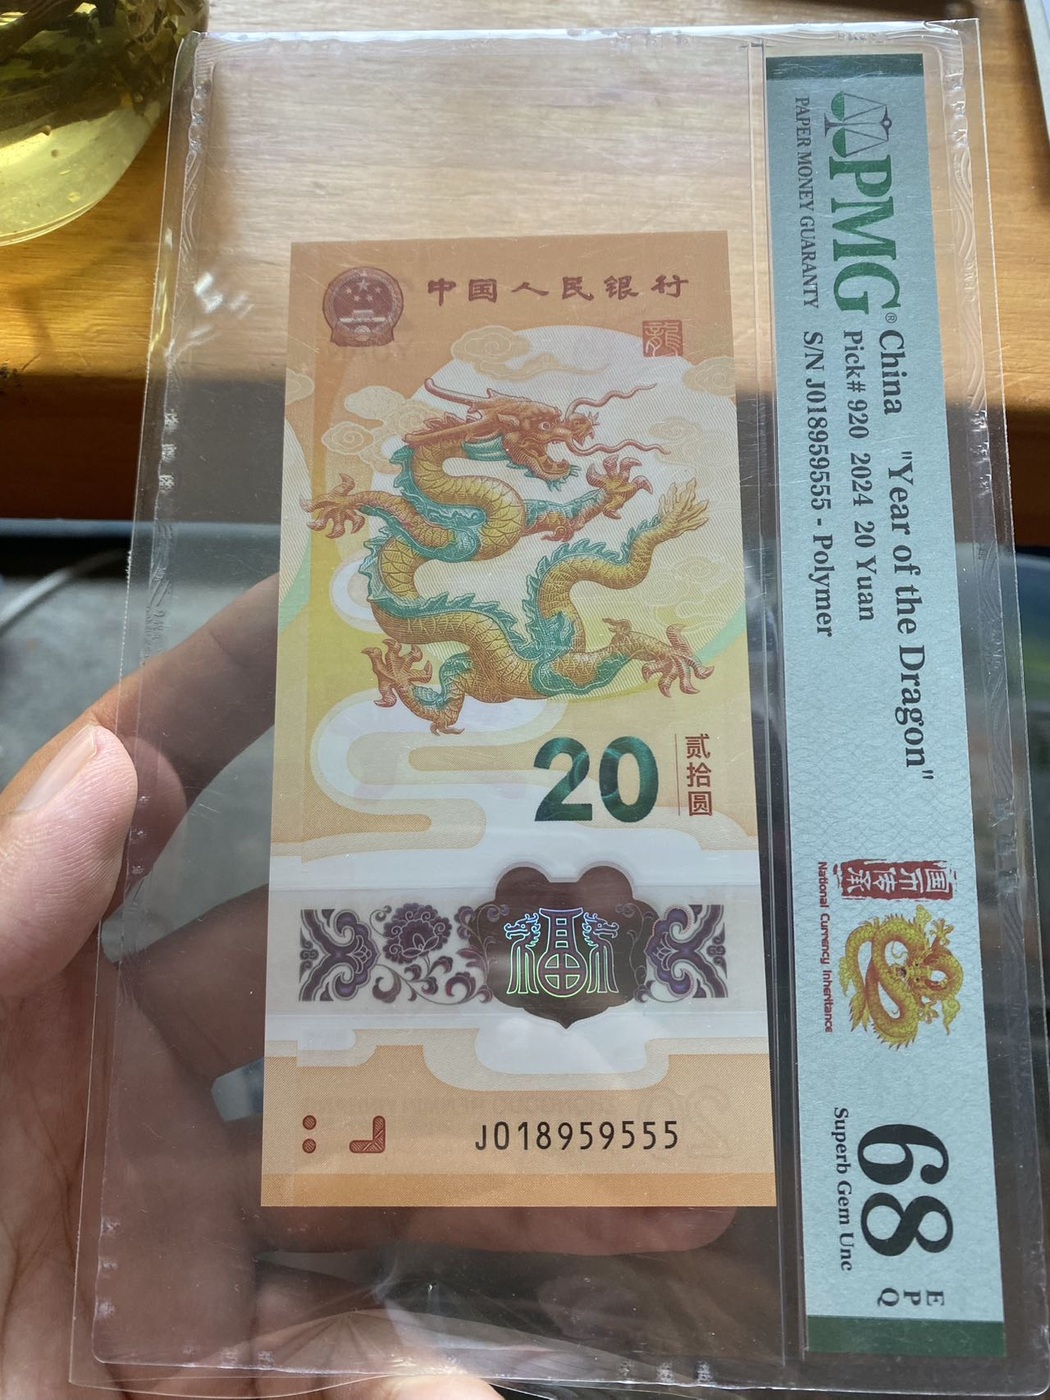 中国人民银行
龍
20
贰拾圆
福
J018959555
PMG®
PAPER MONEY GUARANTY
China "Year of the Dragon"
Pick# 920 2024 20 Yuan
S/N J018959555 - Polymer
国币传承
National Currency Inheritance
68
EPQ
Superb Gem Unc